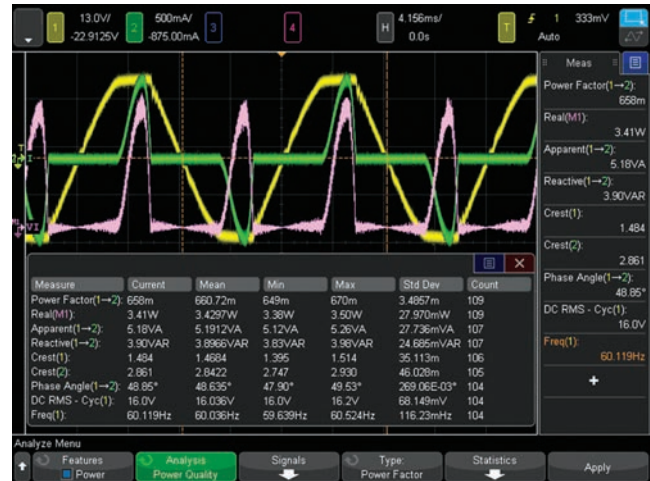 1 13.0V/ 2 500mA/ 3 4 H 4.156ms/ T 1 333mV
-22.9125V -875.00mA 0.0s Auto
Meas
Power Factor(1→2):
658m
Real(M1):
3.41W
Apparent(1→2):
5.18VA
Reactive(1→2):
3.90VAR
Crest(1):
1.484
Crest(2):
2.861
Phase Angle(1→2):
48.85°
DC RMS - Cyc(1):
16.0V
Freq(1):
60.119Hz
T
I
VI
Measure Current Mean Min Max Std Dev Count
Power Factor(1→2): 658m 660.72m 649m 670m 3.4857m 109
Real(M1): 3.41W 3.4297W 3.38W 3.50W 27.970mW 109
Apparent(1→2): 5.18VA 5.1912VA 5.12VA 5.26VA 27.736mVA 107
Reactive(1→2): 3.90VAR 3.8966VAR 3.83VAR 3.98VAR 24.685mVAR 107
Crest(1): 1.484 1.4684 1.395 1.514 35.113m 106
Crest(2): 2.861 2.8422 2.747 2.930 46.028m 105
Phase Angle(1→2): 48.85° 48.635° 47.90° 49.53° 269.06E-03° 104
DC RMS - Cyc(1): 16.0V 16.036V 16.0V 16.2V 68.149mV 104
Freq(1): 60.119Hz 60.036Hz 59.639Hz 60.524Hz 116.23mHz 104
Analyze Menu
Features Analysis Signals Type: Statistics Apply
Power Power Quality Power Factor